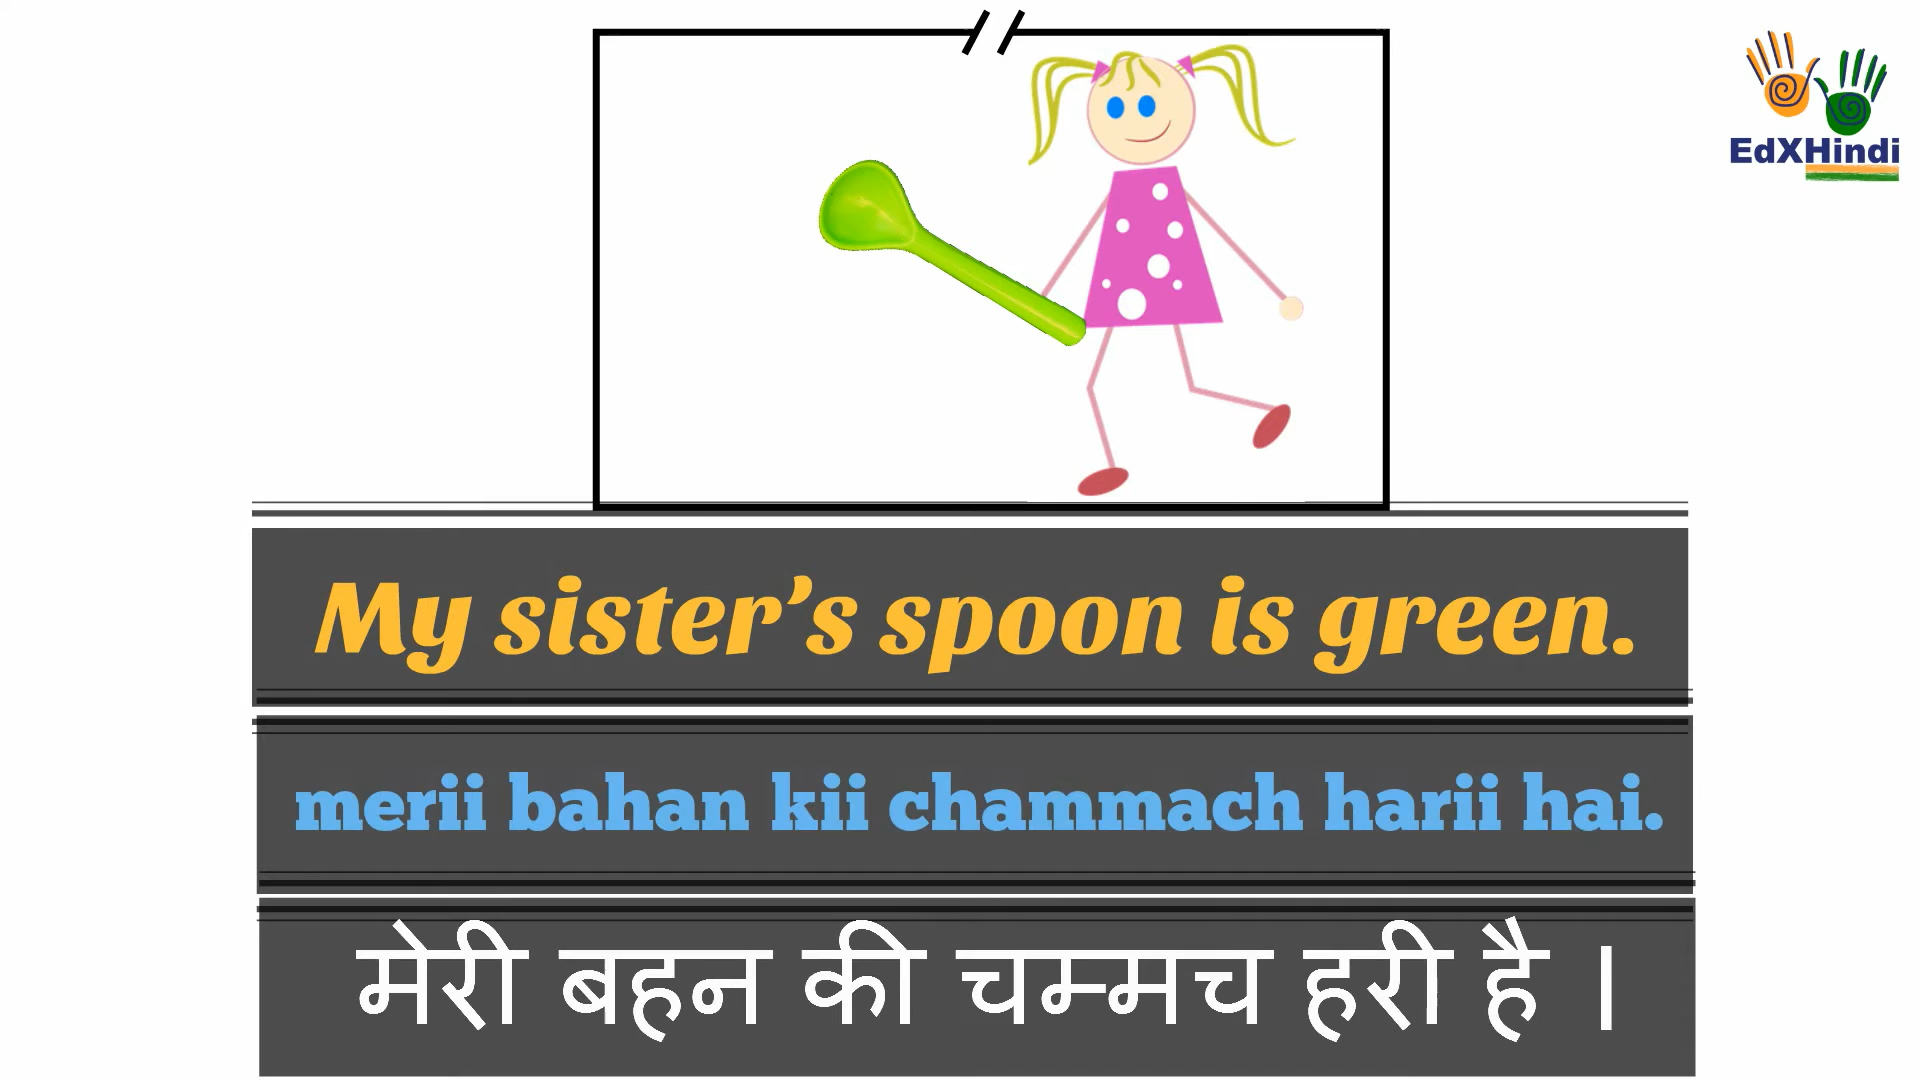 EdXHindi
My sister’s spoon is green.
merii bahan kii chammach harii hai.
मेरी बहन की चम्मच हरी है ।